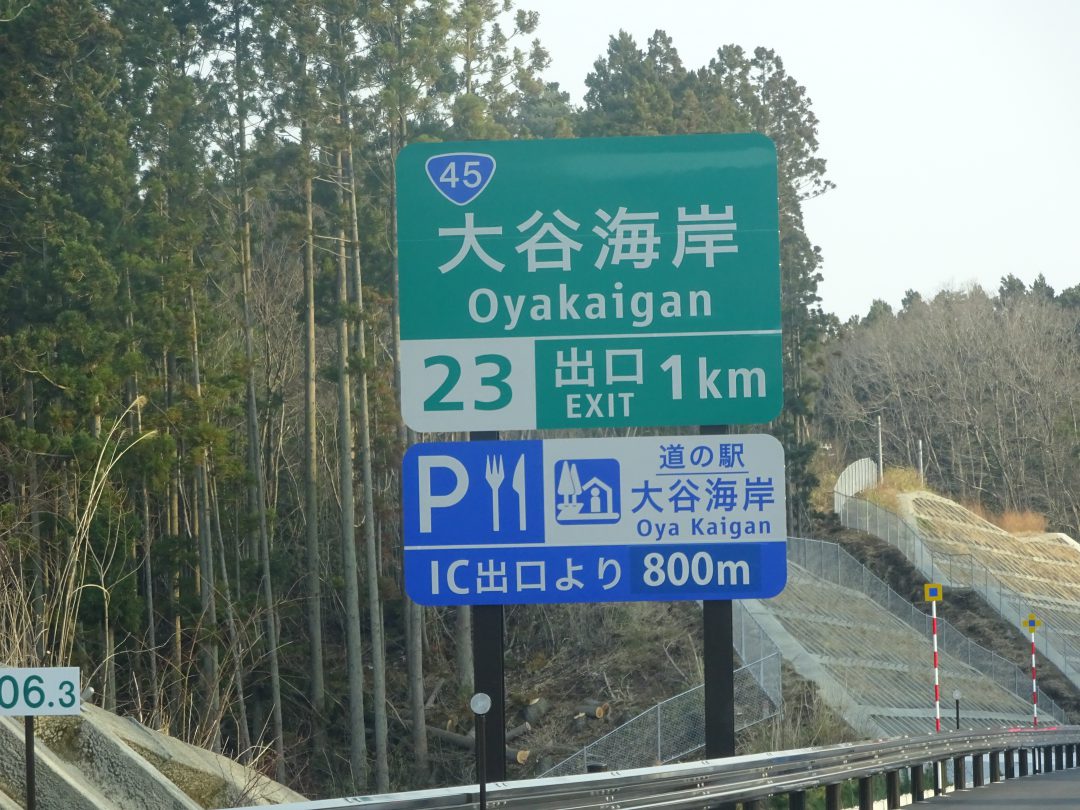 45
大谷海岸
Oyakaigan
23 出口 EXIT 1km
P 道の駅
大谷海岸
Oya Kaigan
IC出口より 800m
06.3